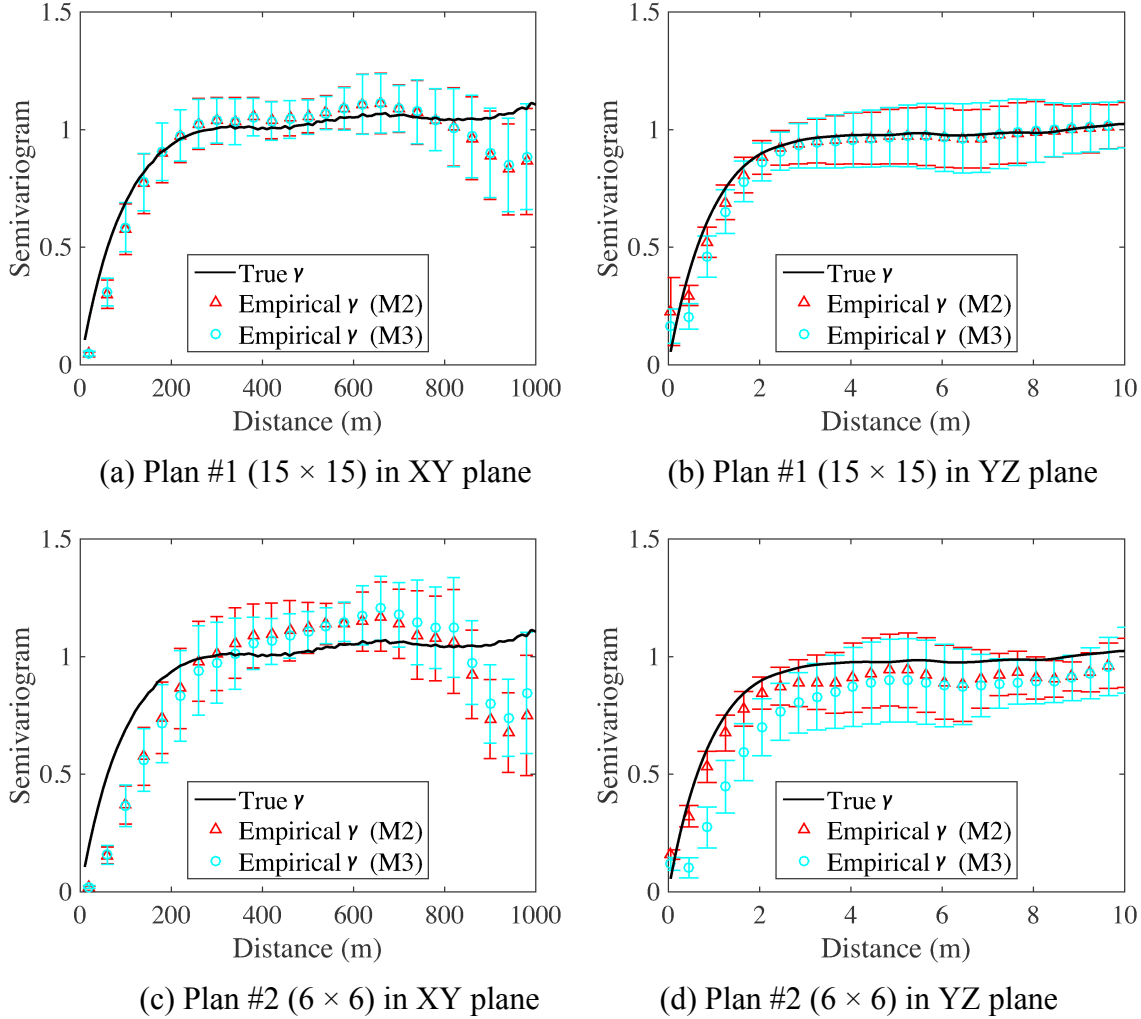 1.5
1
0.5
0
Semivariogram
True γ
Empirical γ (M2)
Empirical γ (M3)
0 200 400 600 800 1000
Distance (m)
(a) Plan #1 (15 × 15) in XY plane
1.5
1
0.5
0
Semivariogram
True γ
Empirical γ (M2)
Empirical γ (M3)
0 2 4 6 8 10
Distance (m)
(b) Plan #1 (15 × 15) in YZ plane
1.5
1
0.5
0
Semivariogram
True γ
Empirical γ (M2)
Empirical γ (M3)
0 200 400 600 800 1000
Distance (m)
(c) Plan #2 (6 × 6) in XY plane
1.5
1
0.5
0
Semivariogram
True γ
Empirical γ (M2)
Empirical γ (M3)
0 2 4 6 8 10
Distance (m)
(d) Plan #2 (6 × 6) in YZ plane